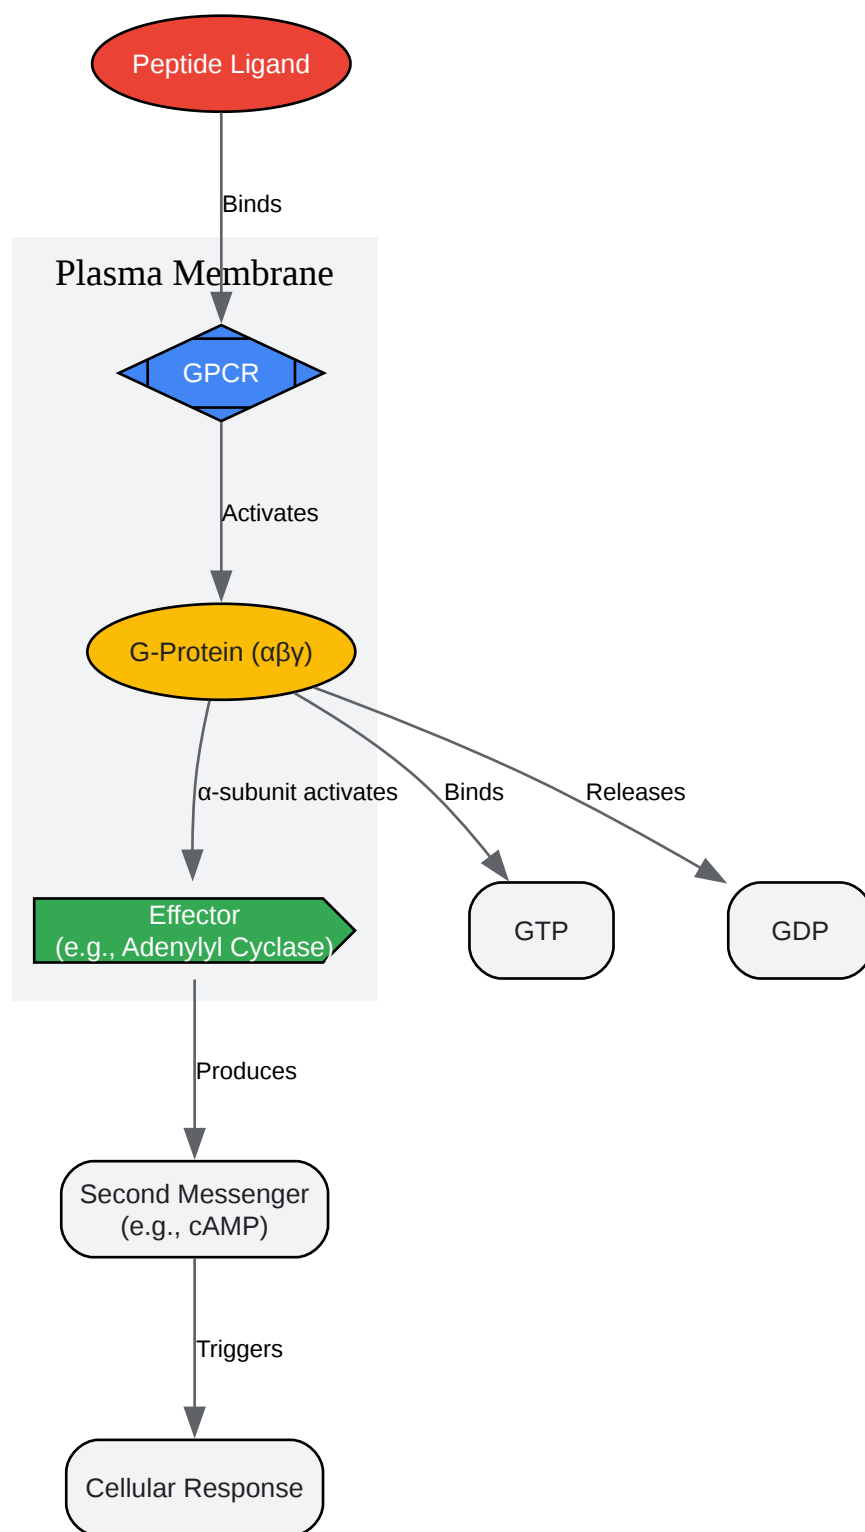 Peptide Ligand
Binds
Plasma Membrane
GPCR
Activates
G-Protein (αβγ)
α-subunit activates
Binds
Releases
Effector
(e.g., Adenylyl Cyclase)
GTP
GDP
Produces
Second Messenger
(e.g., cAMP)
Triggers
Cellular Response